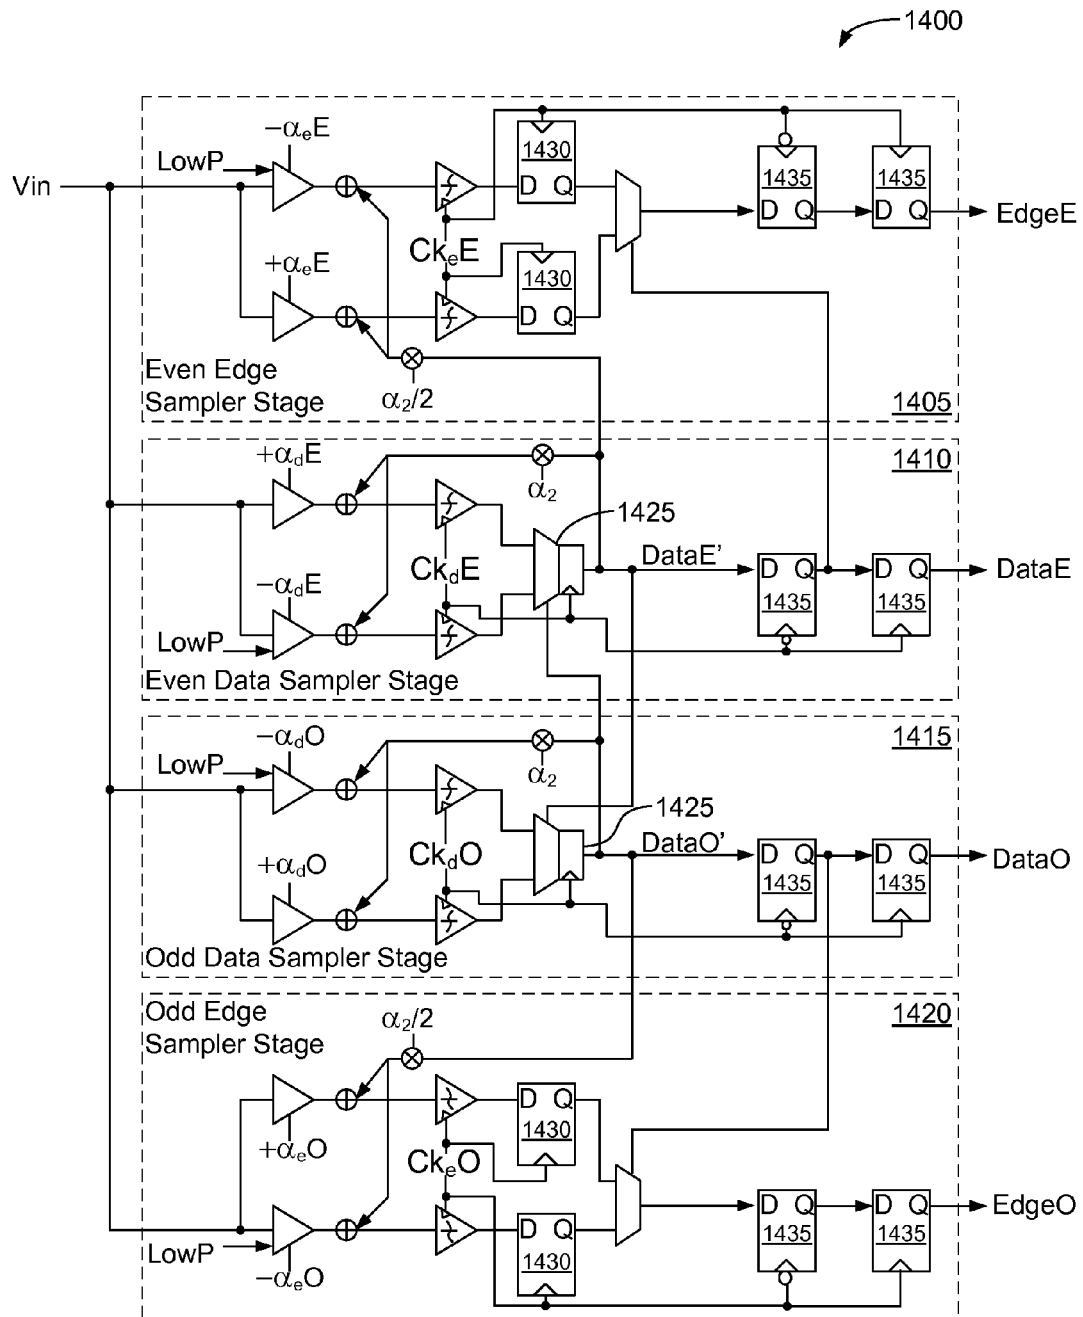 1400
−αeE
LowP
Vin
1430
D Q
1435
D Q
1435
D Q
EdgeE
CkeE
+αeE
1430
D Q
Even Edge
Sampler Stage
α2/2
1405
+αdE
α2
1410
1425
CkdE
DataE’
D Q
1435
D Q
1435
DataE
−αdE
LowP
Even Data Sampler Stage
−αdO
LowP
α2
1415
1425
CkdO
DataO’
D Q
1435
D Q
1435
DataO
+αdO
Odd Data Sampler Stage
Odd Edge
Sampler Stage
α2/2
1420
D Q
1430
+αeO
CkeO
D Q
1430
D Q
1435
D Q
1435
EdgeO
LowP
−αeO